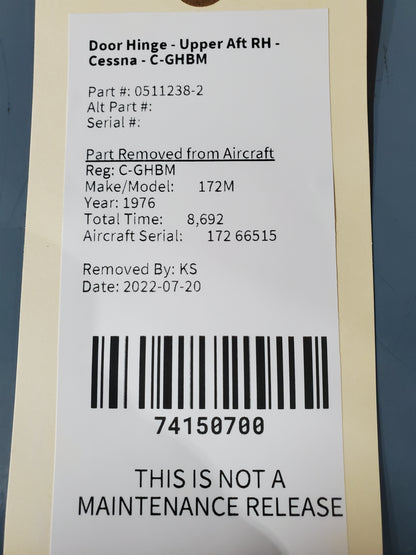 Door Hinge - Upper Aft RH -
Cessna - C-GHBM
Part #: 0511238-2
Alt Part #:
Serial #:
Part Removed from Aircraft
Reg: C-GHBM
Make/Model: 172M
Year: 1976
Total Time: 8,692
Aircraft Serial: 172 66515
Removed By: KS
Date: 2022-07-20
74150700
THIS IS NOT A
MAINTENANCE RELEASE